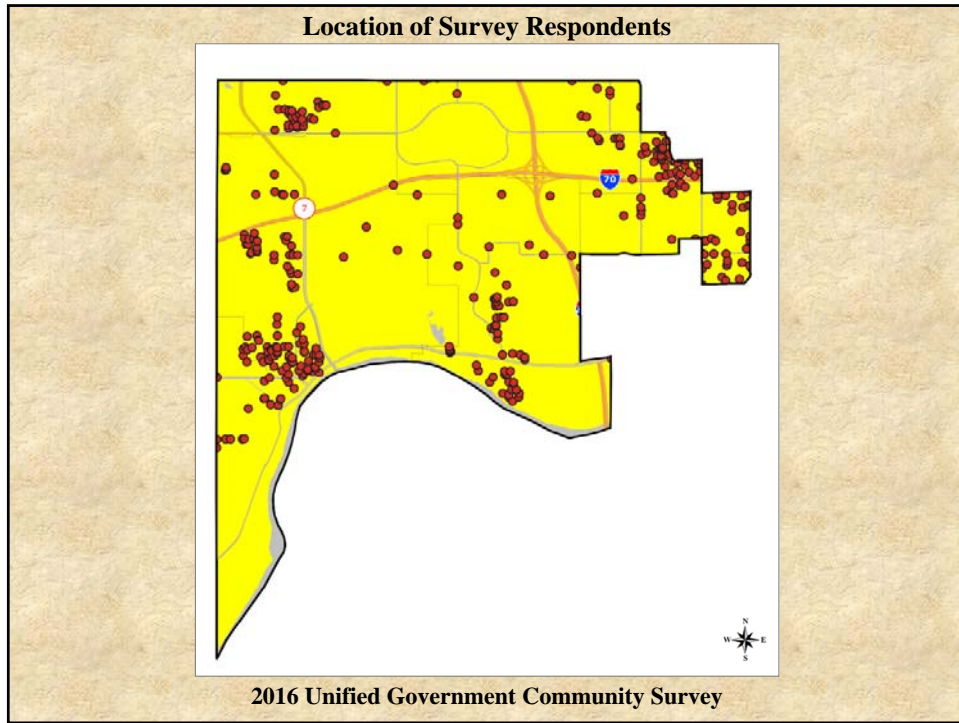 Location of Survey Respondents
70
7
N
W E
S
2016 Unified Government Community Survey